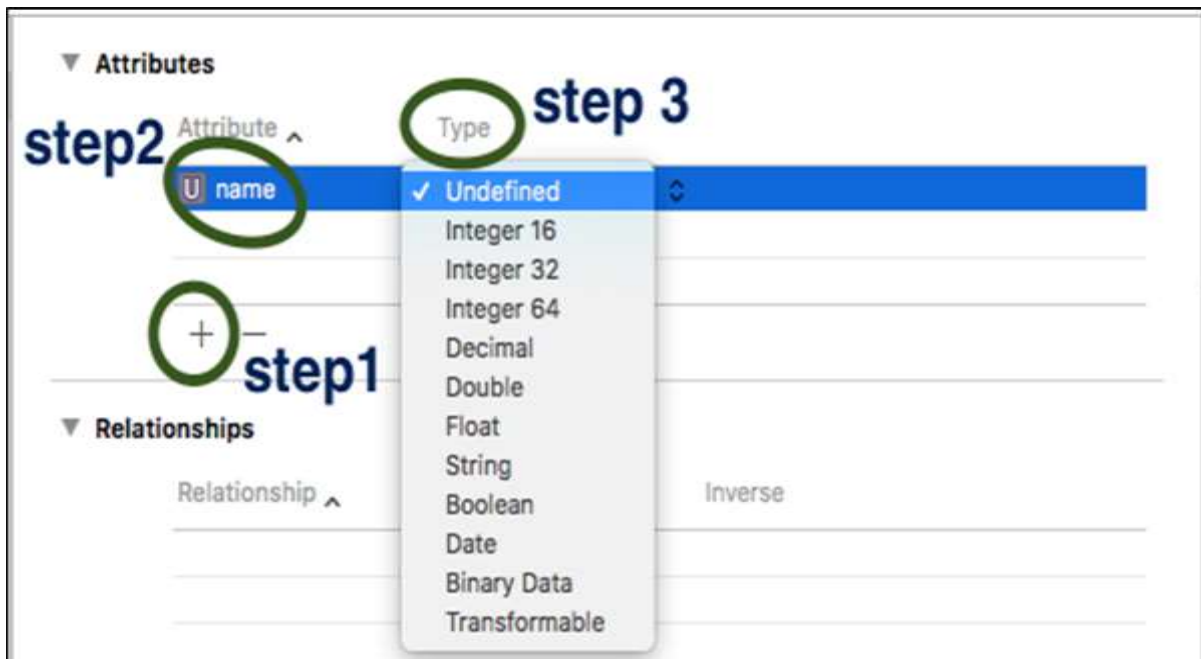 Attributes
step2 Attribute Type step 3
U name ✓ Undefined
Integer 16
Integer 32
Integer 64
+ − Decimal
step1 Double
Relationships Float
String
Relationship Inverse
Boolean
Date
Binary Data
Transformable